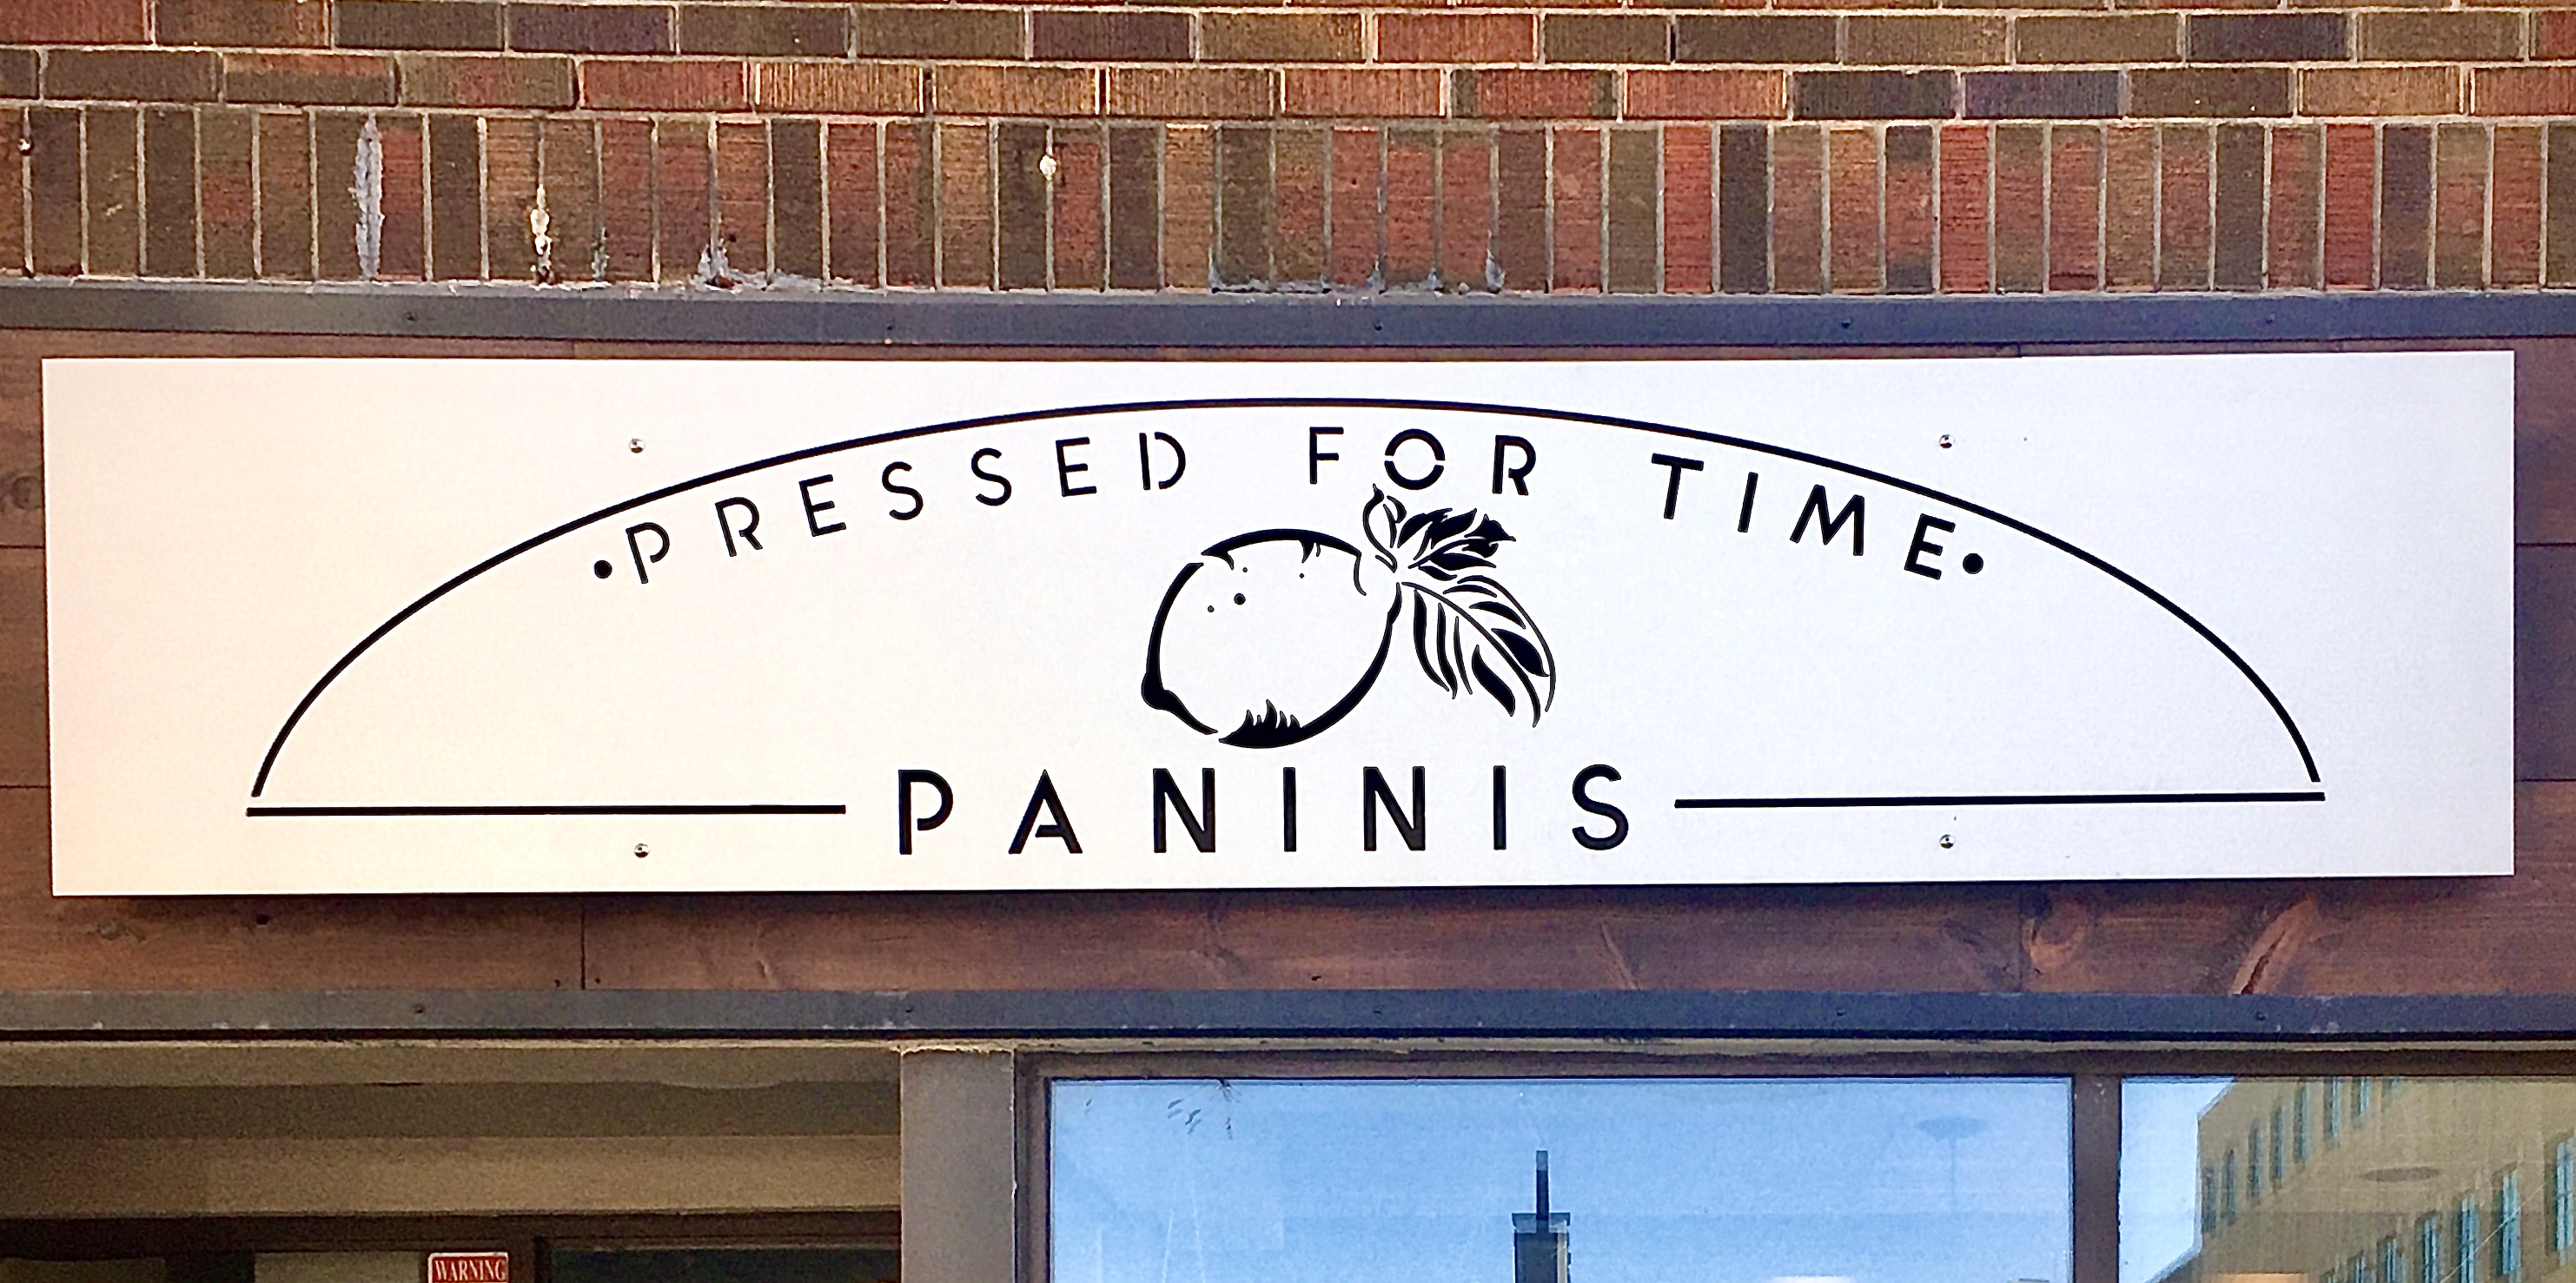 •PRESSED FOR TIME•
PANINIS
WARNING